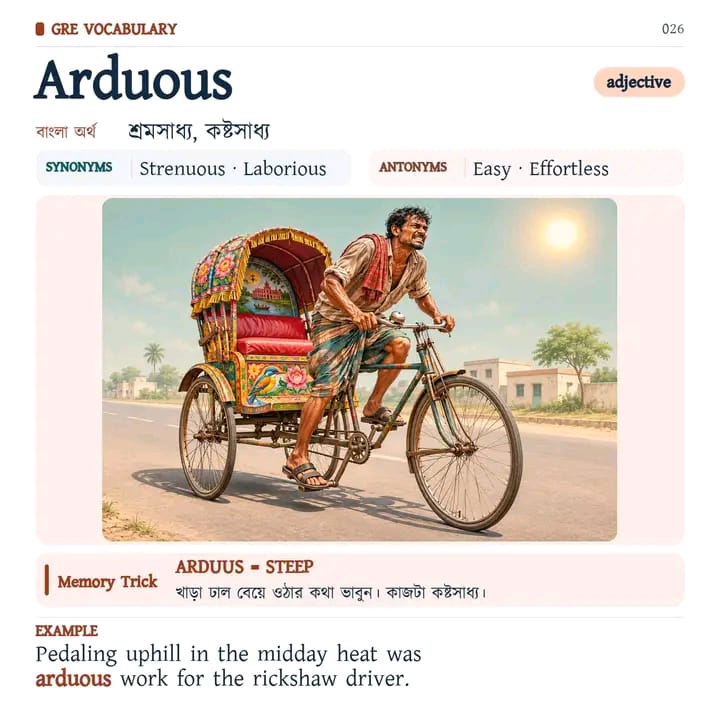 GRE VOCABULARY
026
Arduous
adjective
বাংলা অর্থ শ্রমসাধ্য, কষ্টসাধ্য
SYNONYMS Strenuous · Laborious
ANTONYMS Easy · Effortless
Memory Trick
ARDUUS = STEEP
খাড়া ঢাল বেয়ে ওঠার কথা ভাবুন। কাজটা কষ্টসাধ্য।
EXAMPLE
Pedaling uphill in the midday heat was
arduous work for the rickshaw driver.